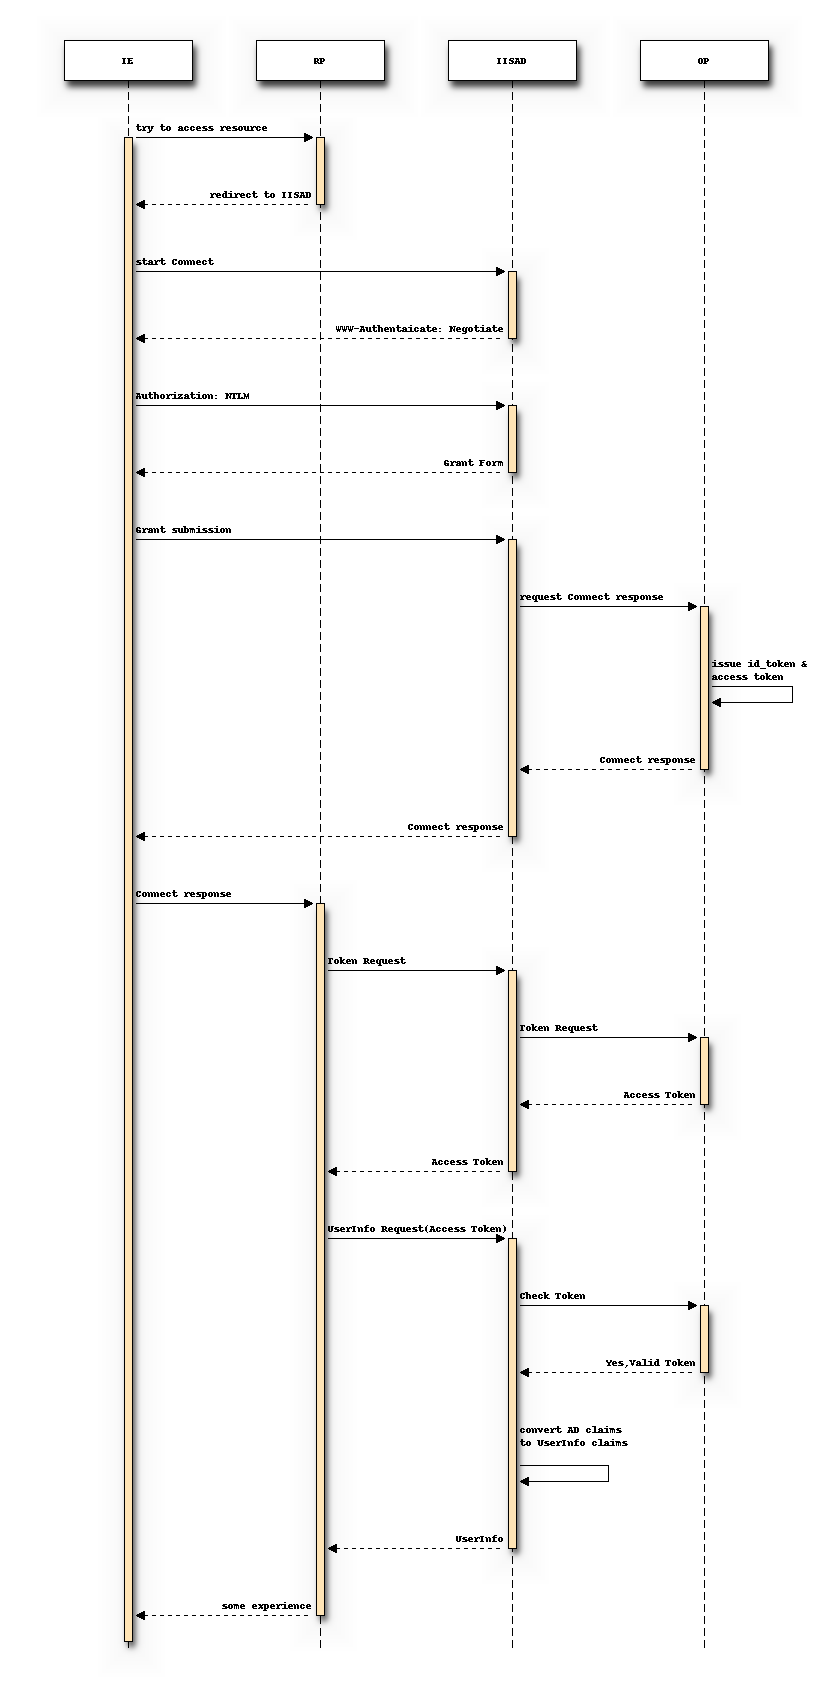 IE
RP
IISAD
OP
try to access resource
redirect to IISAD
start Connect
WWW-Authentaicate: Negotiate
Authorization: NTLM
Grant Form
Grant submission
request Connect response
issue id_token &
access token
Connect response
Connect response
Connect response
Token Request
Token Request
Access Token
Access Token
UserInfo Request(Access Token)
Check Token
Yes,Valid Token
convert AD claims
to UserInfo claims
UserInfo
some experience